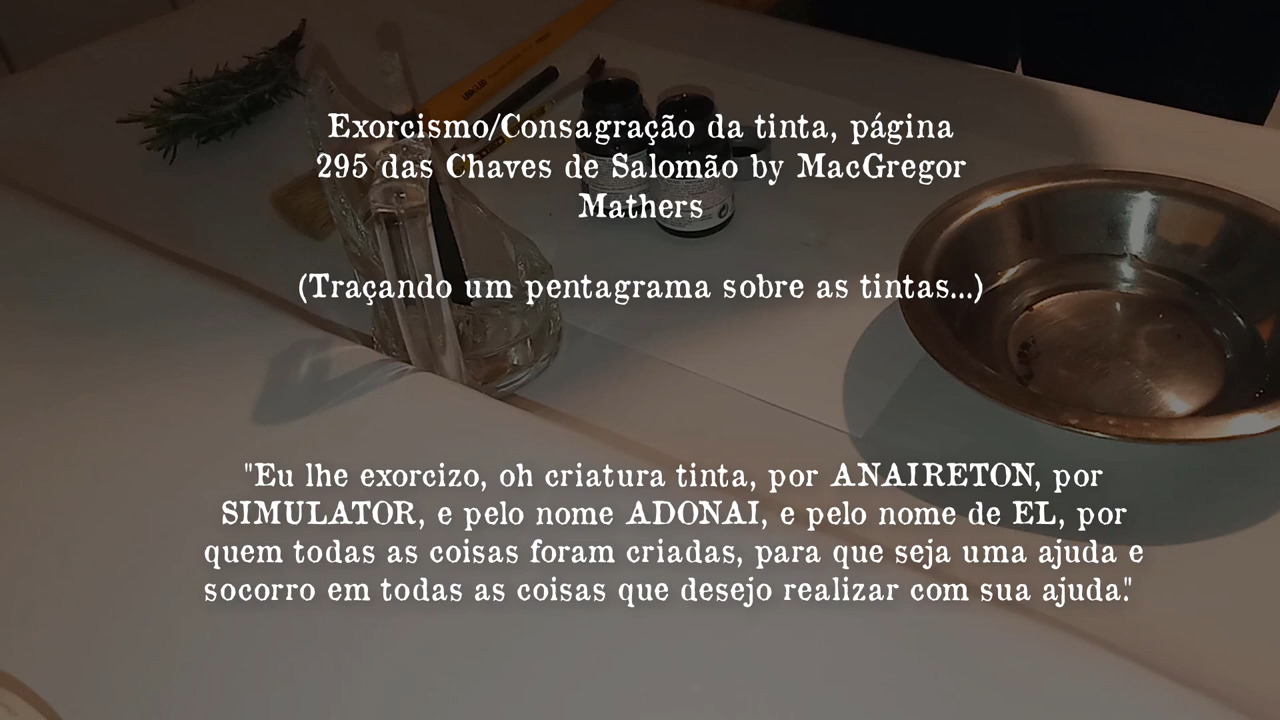 Exorcismo/Consagração da tinta, página
295 das Chaves de Salomão by MacGregor
Mathers
(Traçando um pentagrama sobre as tintas...)
"Eu lhe exorcizo, oh criatura tinta, por ANAIRETON, por
SIMULATOR, e pelo nome ADONAI, e pelo nome de EL, por
quem todas as coisas foram criadas, para que seja uma ajuda e
socorro em todas as coisas que desejo realizar com sua ajuda."